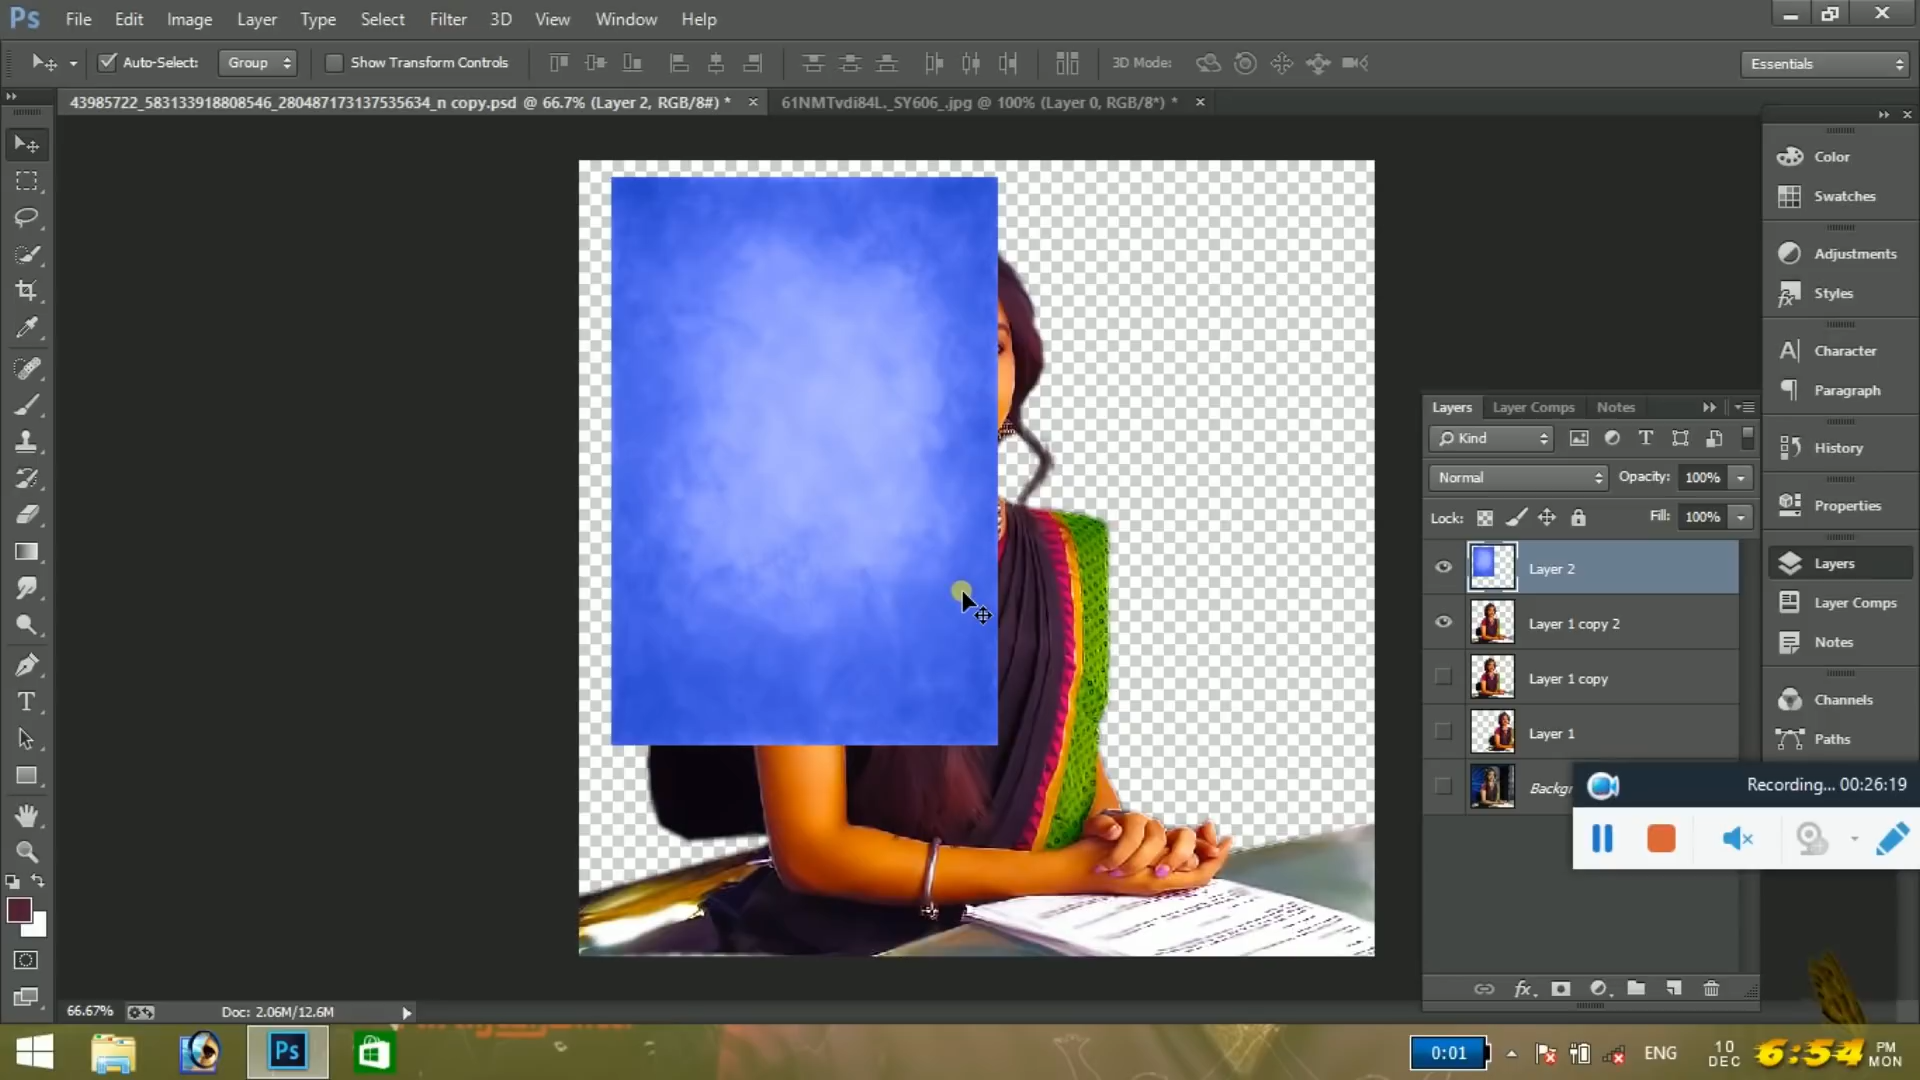 Ps File Edit Image Layer Type Select Filter 3D View Window Help
Auto-Select: Group Show Transform Controls 3D Mode: Essentials
43985722_583133918808546_280487173137535634_n copy.psd @ 66.7% (Layer 2, RGB/8#) * 61NMTvdi84L._SY606_.jpg @ 100% (Layer 0, RGB/8*) *
Color
Swatches
Adjustments
Styles
Character
Paragraph
History
Properties
Layers
Layer Comps
Notes
Channels
Paths
Layers Layer Comps Notes
Kind
Normal Opacity: 100%
Lock: Fill: 100%
Layer 2
Layer 1 copy 2
Layer 1 copy
Layer 1
Backgr
Recording... 00:26:19
66.67% Doc: 2.06M/12.6M
Ps 0:01 ENG 10 DEC 6:54 PM MON